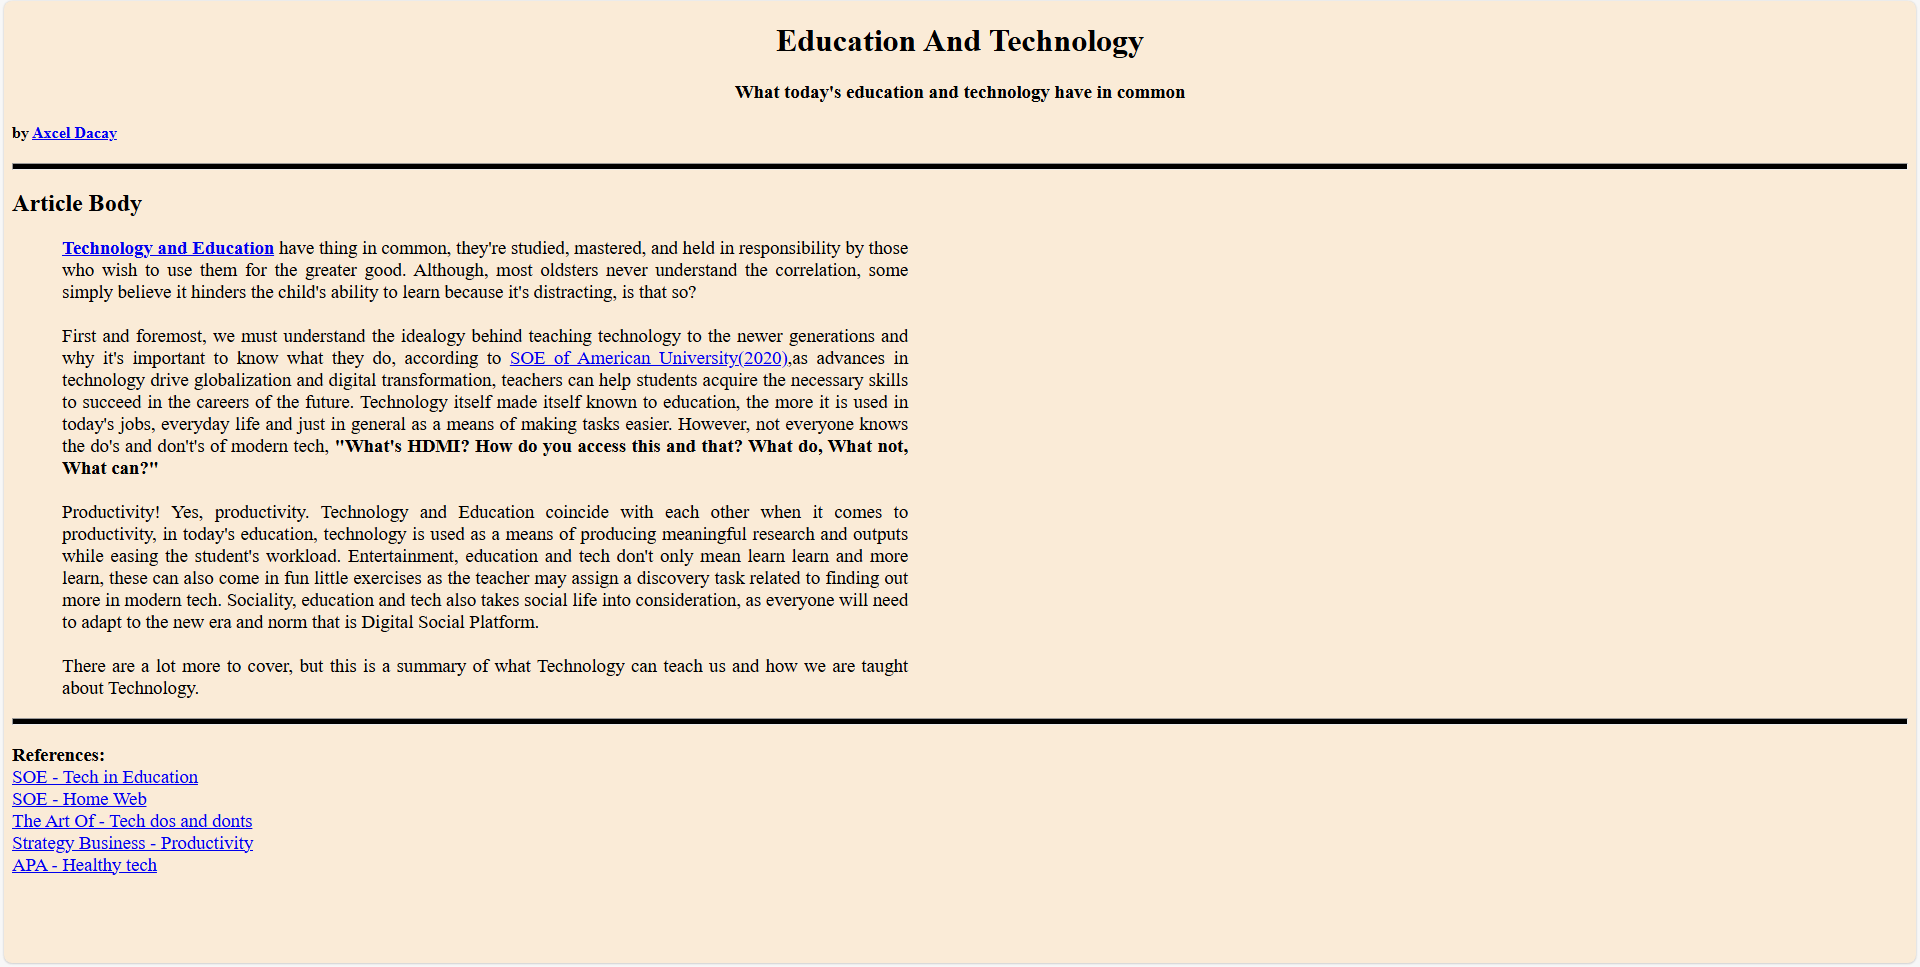 Education And Technology
What today's education and technology have in common
by Axcel Dacay
Article Body
Technology and Education have thing in common, they're studied, mastered, and held in responsibility by those
who wish to use them for the greater good. Although, most oldsters never understand the correlation, some
simply believe it hinders the child's ability to learn because it's distracting, is that so?
First and foremost, we must understand the idealogy behind teaching technology to the newer generations and
why it's important to know what they do, according to SOE of American University(2020),as advances in
technology drive globalization and digital transformation, teachers can help students acquire the necessary skills
to succeed in the careers of the future. Technology itself made itself known to education, the more it is used in
today's jobs, everyday life and just in general as a means of making tasks easier. However, not everyone knows
the do's and don't's of modern tech, "What's HDMI? How do you access this and that? What do, What not,
What can?"
Productivity! Yes, productivity. Technology and Education coincide with each other when it comes to
productivity, in today's education, technology is used as a means of producing meaningful research and outputs
while easing the student's workload. Entertainment, education and tech don't only mean learn learn and more
learn, these can also come in fun little exercises as the teacher may assign a discovery task related to finding out
more in modern tech. Sociality, education and tech also takes social life into consideration, as everyone will need
to adapt to the new era and norm that is Digital Social Platform.
There are a lot more to cover, but this is a summary of what Technology can teach us and how we are taught
about Technology.
References:
SOE - Tech in Education
SOE - Home Web
The Art Of - Tech dos and donts
Strategy Business - Productivity
APA - Healthy tech